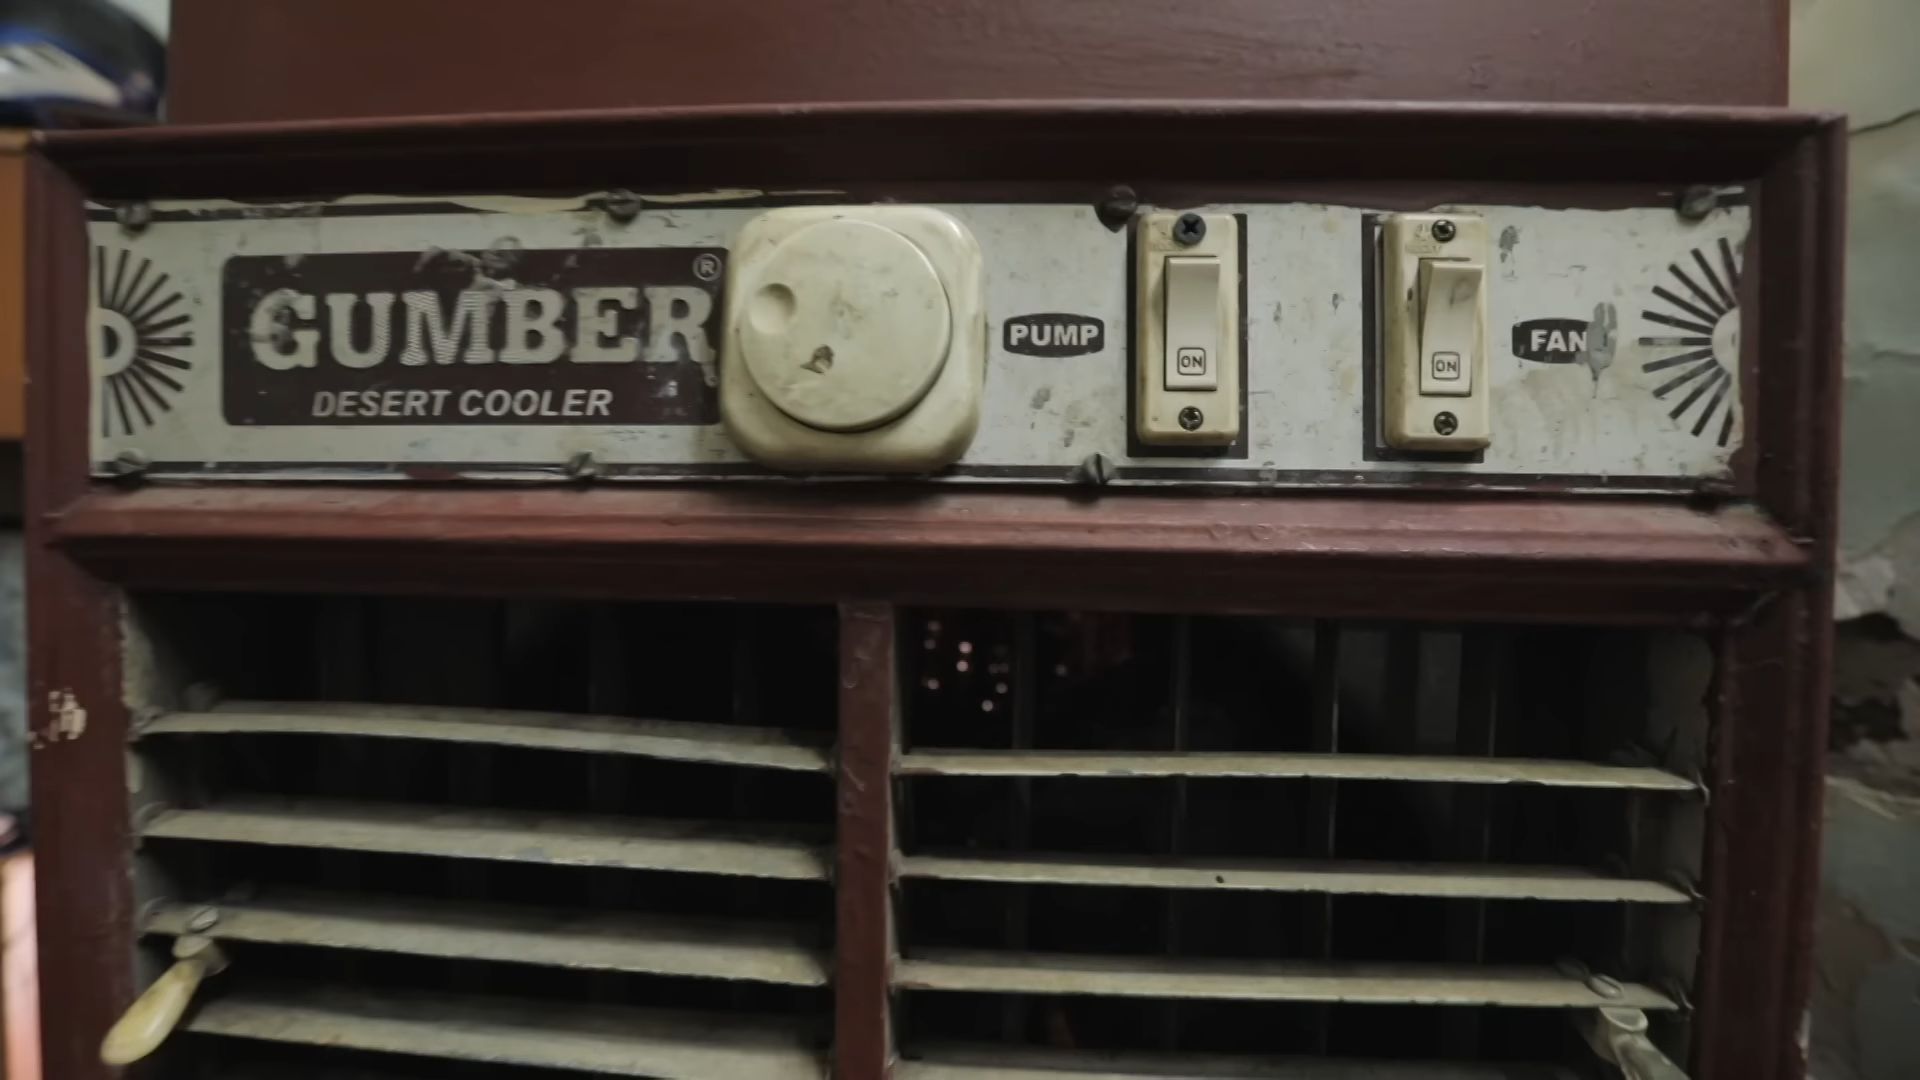 GUMBER®
DESERT COOLER
PUMP
ON
ON
FAN